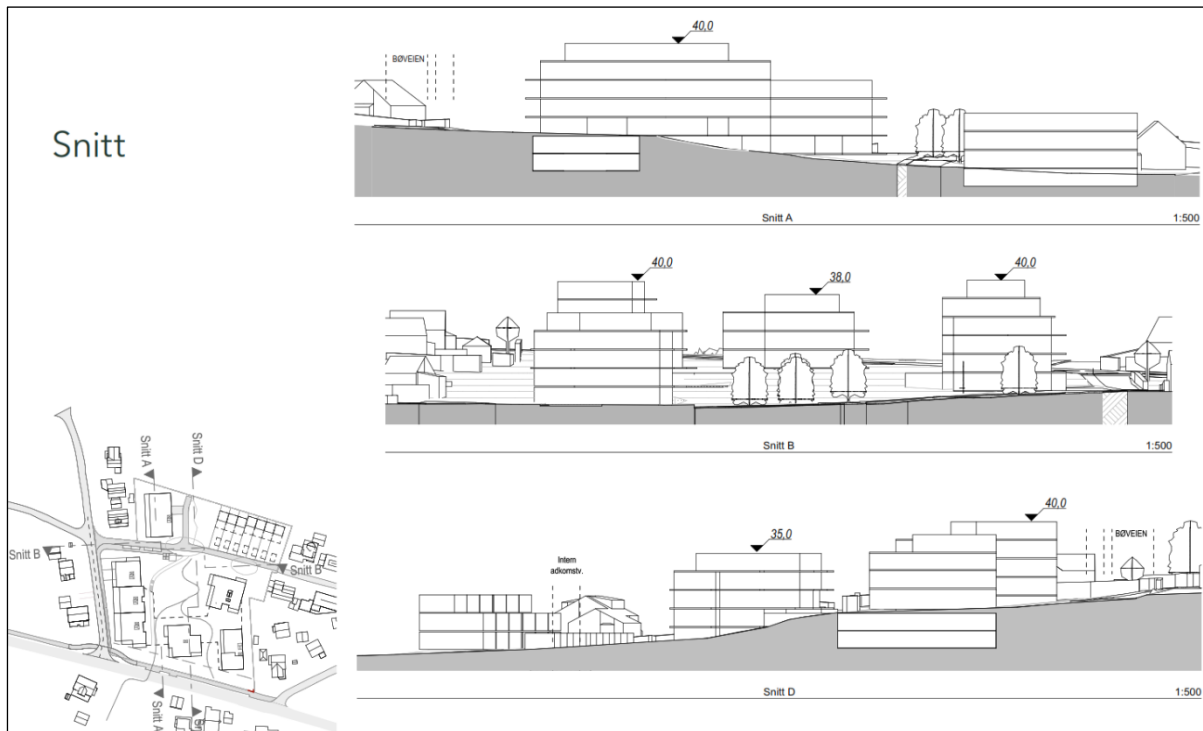 Snitt
BØVEIEN
40,0
Snitt A
1:500
40,0
38,0
40,0
Snitt B
1:500
Intern
adkomstv.
35,0
40,0
BØVEIEN
Snitt D
1:500
Snitt A
Snitt D
Snitt B
Snitt B
Snitt A